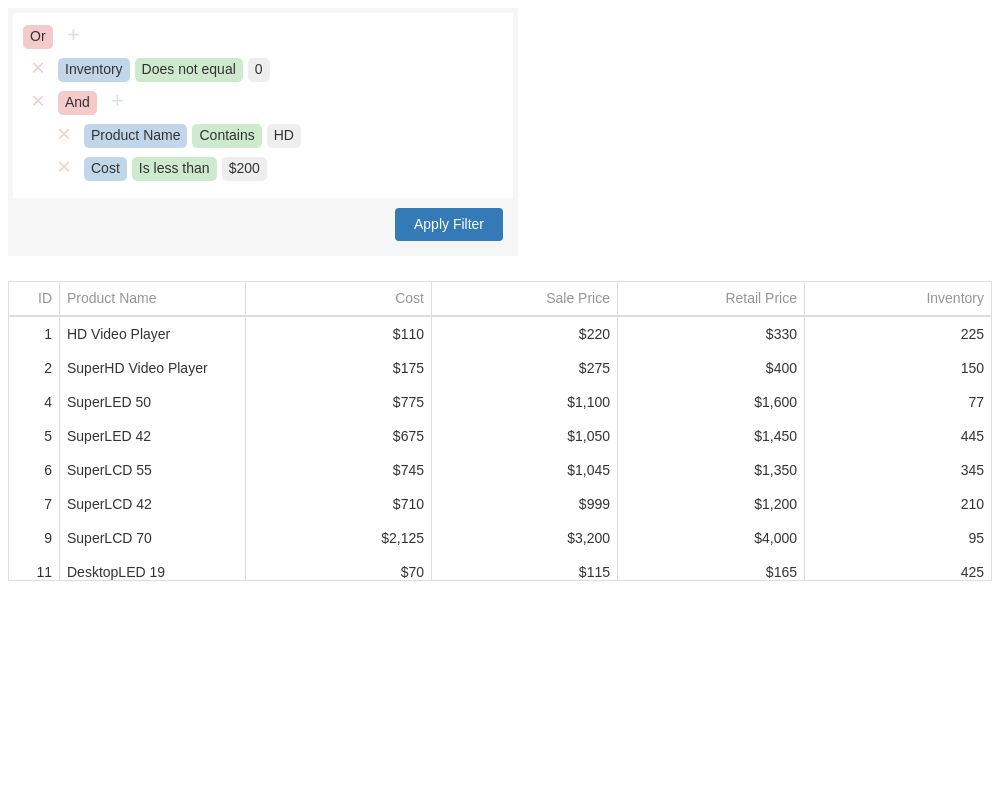 Or +
× Inventory Does not equal 0
× And +
× Product Name Contains HD
× Cost Is less than $200
Apply Filter
ID Product Name Cost Sale Price Retail Price Inventory
1 HD Video Player $110 $220 $330 225
2 SuperHD Video Player $175 $275 $400 150
4 SuperLED 50 $775 $1,100 $1,600 77
5 SuperLED 42 $675 $1,050 $1,450 445
6 SuperLCD 55 $745 $1,045 $1,350 345
7 SuperLCD 42 $710 $999 $1,200 210
9 SuperLCD 70 $2,125 $3,200 $4,000 95
11 DesktopLED 19 $70 $115 $165 425